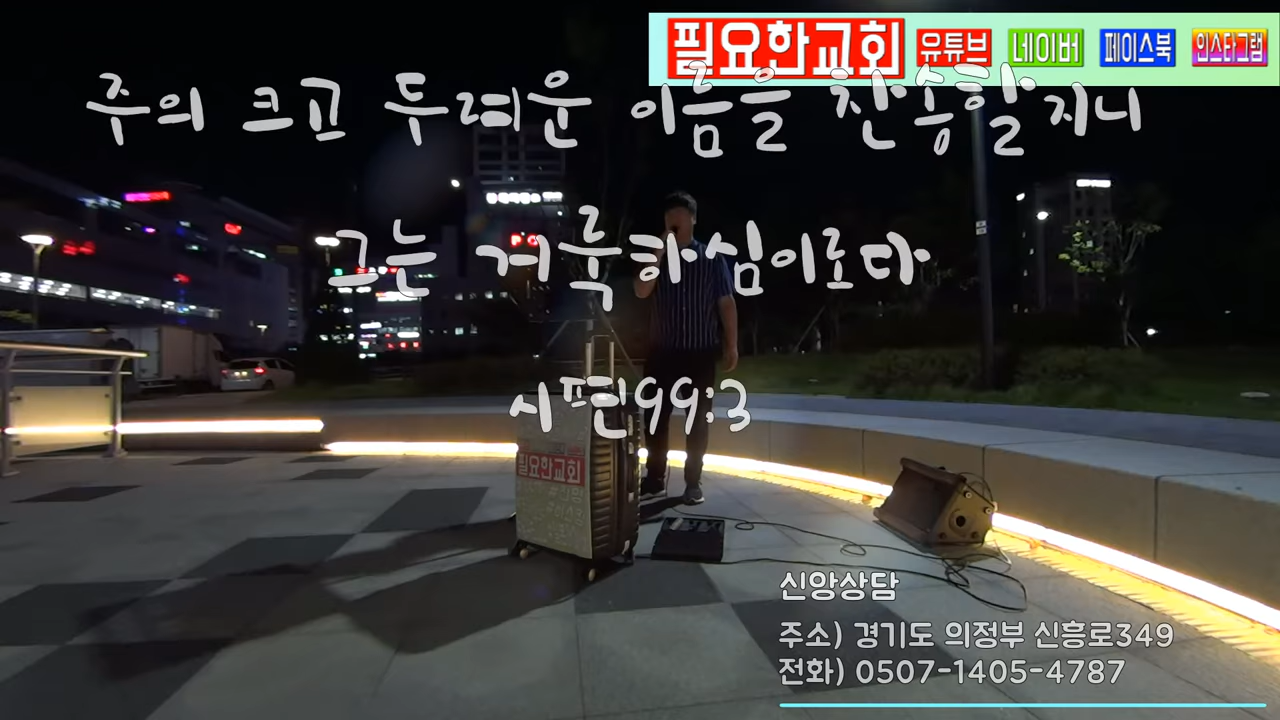 필요한교회 유튜브 네이버 페이스북 인스타그램
주의 크고 두려운 이름을 찬송할지니
그는 거룩하심이로다
시편99:3
필요한교회
신앙상담
주소) 경기도 의정부 신흥로349
전화) 0507-1405-4787